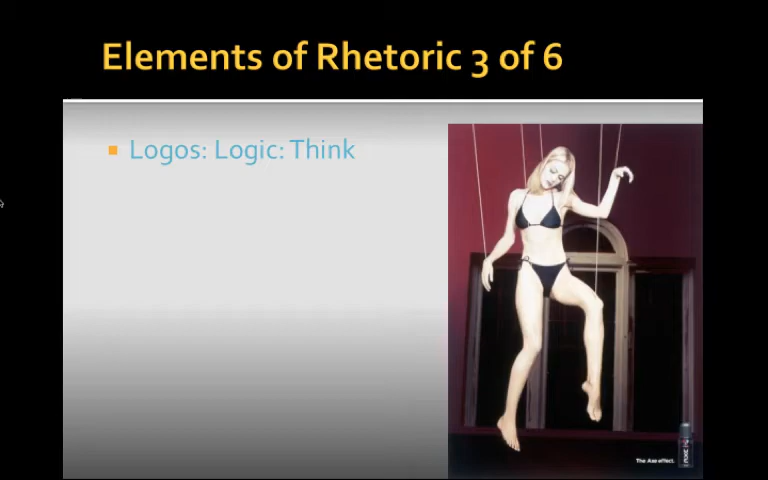 Elements of Rhetoric 3 of 6
Logos: Logic: Think
The Axe effect.